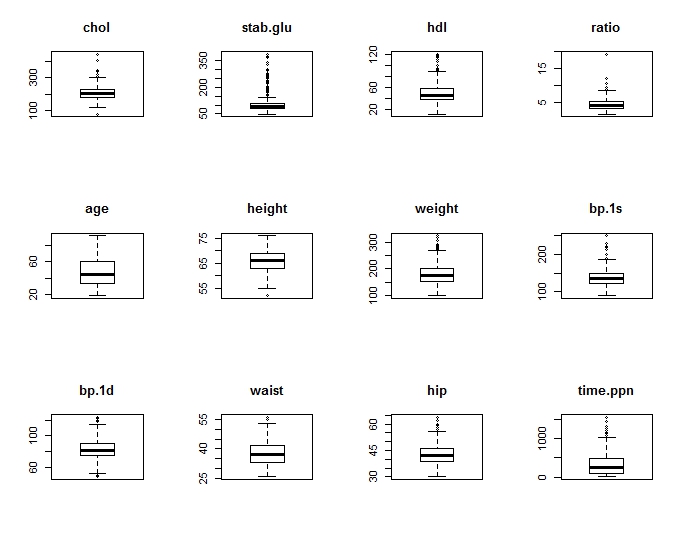 chol stab.glu hdl ratio
100 300
50 200 350
20 60 120
5 15
age height weight bp.1s
20 60
55 65 75
100 200 300
100 200
bp.1d waist hip time.ppn
60 100
25 40 55
30 45 60
0 1000